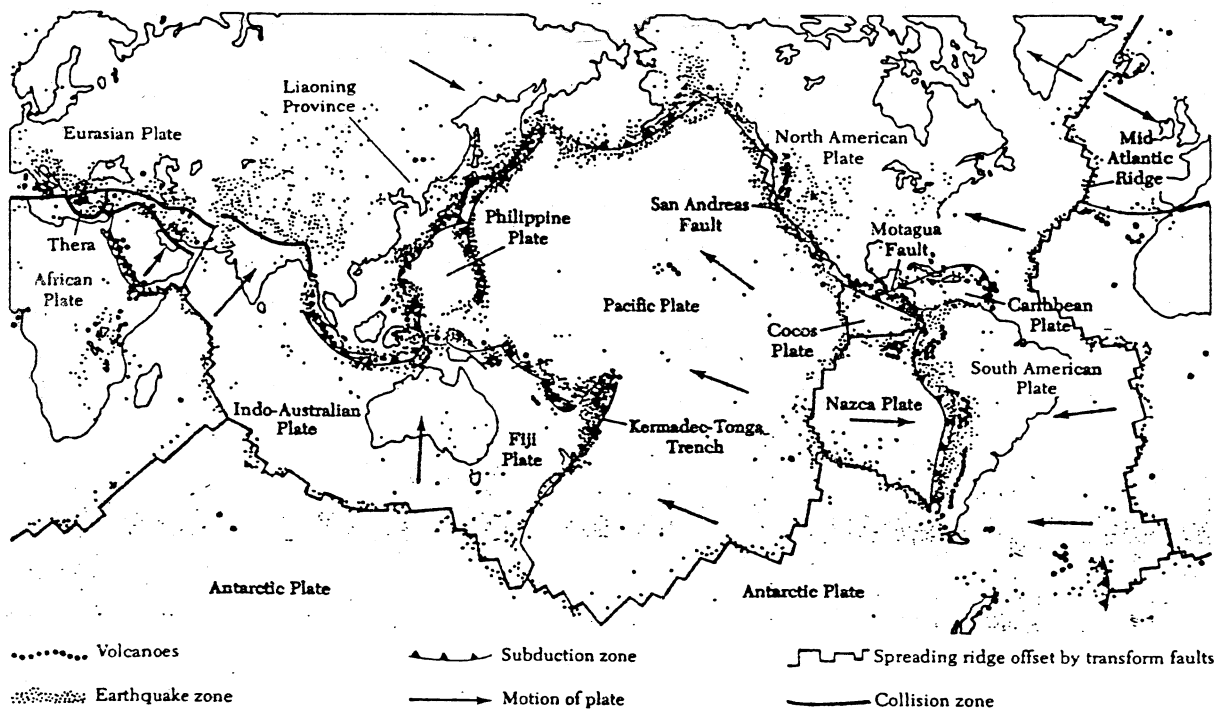 Liaoning
Province
Eurasian Plate
North American
Plate
Mid-
Atlantic
Ridge
San Andreas
Fault
Philippine
Plate
Motagua
Fault
Thera
African
Plate
Pacific Plate
Caribbean
Plate
Cocos
Plate
South American
Plate
Indo-Australian
Plate
Nazca Plate
Fiji
Plate
Kermadec-Tonga
Trench
Antarctic Plate
Antarctic Plate
Volcanoes
Subduction zone
Spreading ridge offset by transform faults
Earthquake zone
Motion of plate
Collision zone